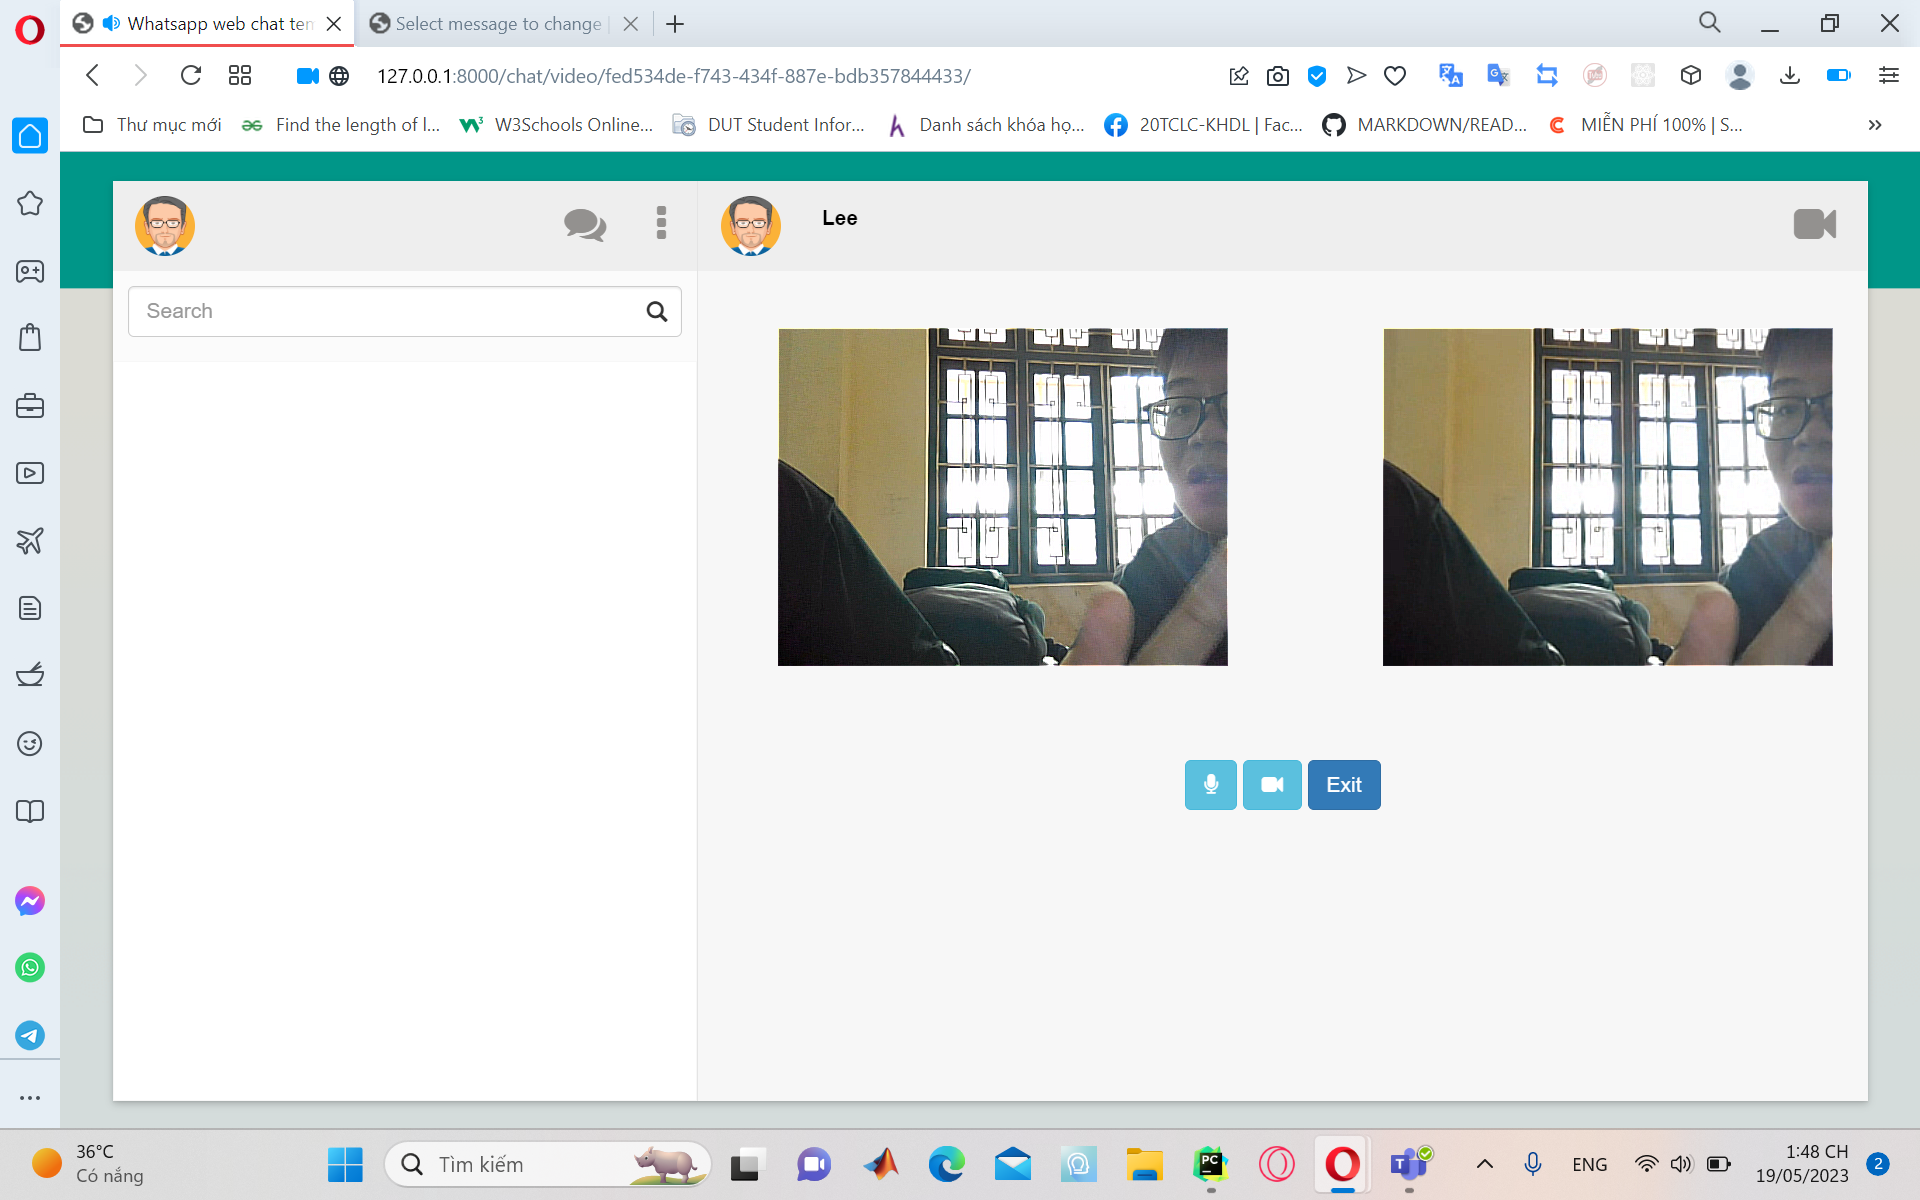 Whatsapp web chat ten
Select message to change
127.0.0.1:8000/chat/video/fed534de-f743-434f-887e-bdb357844433/
Thư mục mới
Find the length of l...
W3Schools Online...
DUT Student Infor...
Danh sách khóa họ...
20TCLC-KHDL | Fac...
MARKDOWN/READ...
MIỄN PHÍ 100% | S...
Lee
Search
Exit
36°C
Có nắng
Tìm kiếm
PC
T
ENG
1:48 CH
19/05/2023
2